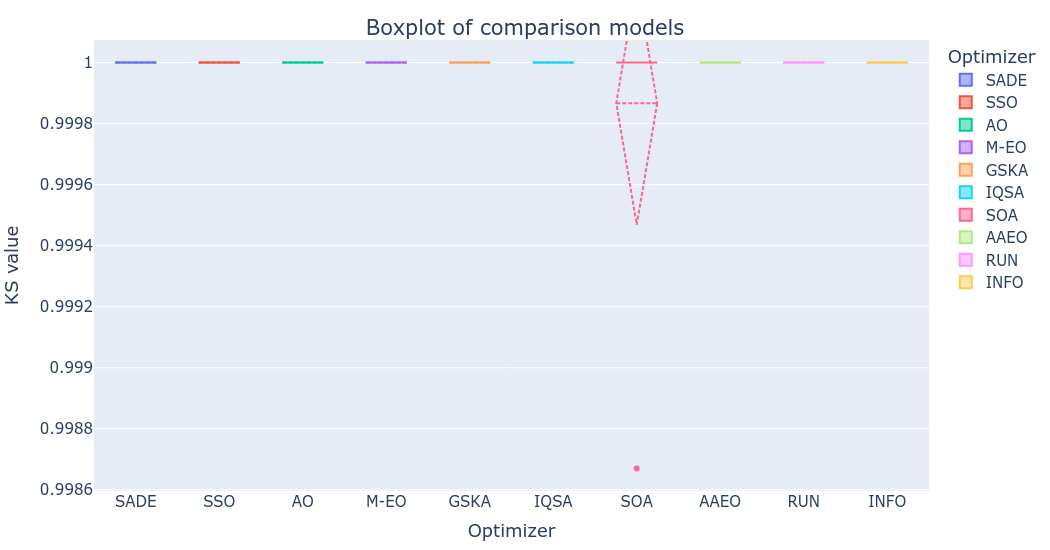 Boxplot of comparison models
KS value
1
0.9998
0.9996
0.9994
0.9992
0.999
0.9988
0.9986
SADE
SSO
AO
M-EO
GSKA
IQSA
SOA
AAEO
RUN
INFO
Optimizer
Optimizer
SADE
SSO
AO
M-EO
GSKA
IQSA
SOA
AAEO
RUN
INFO